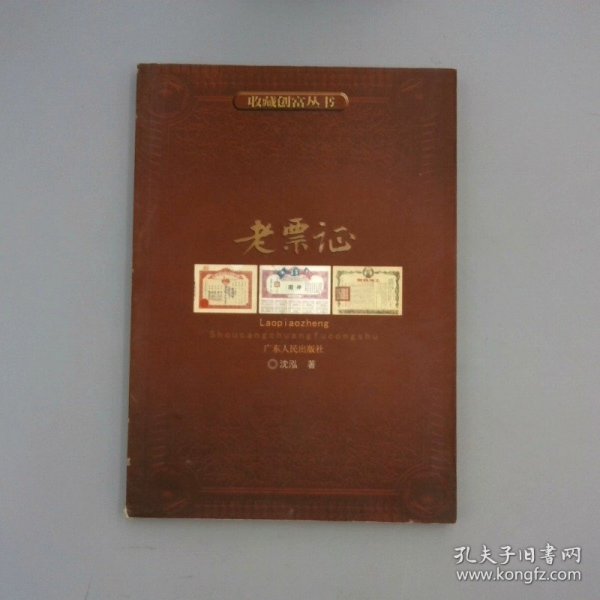 收藏创富丛书
老票证
Laopiaozheng
Shoucangchuangfucongshu
广东人民出版社
沈泓 著
孔夫子旧书网
www.kongfz.com